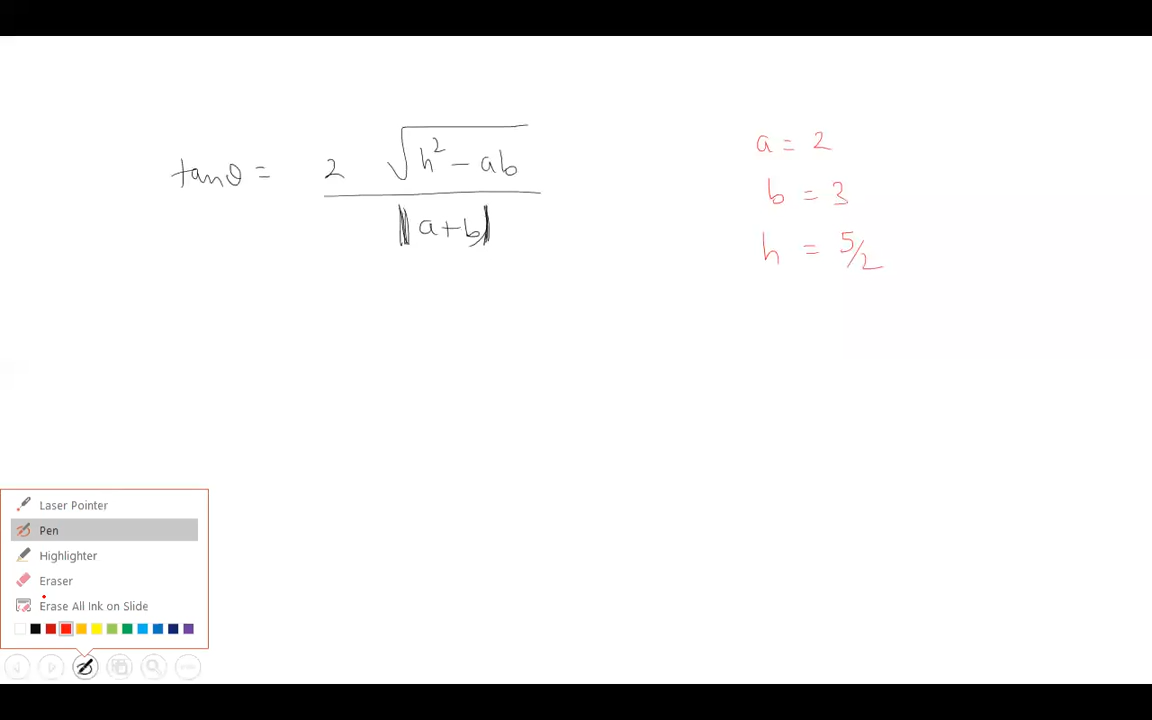 tanθ = 2 √(h² − ab) / |a+b|
a = 2
b = 3
h = 5/2
Laser Pointer
Pen
Highlighter
Eraser
Erase All Ink on Slide